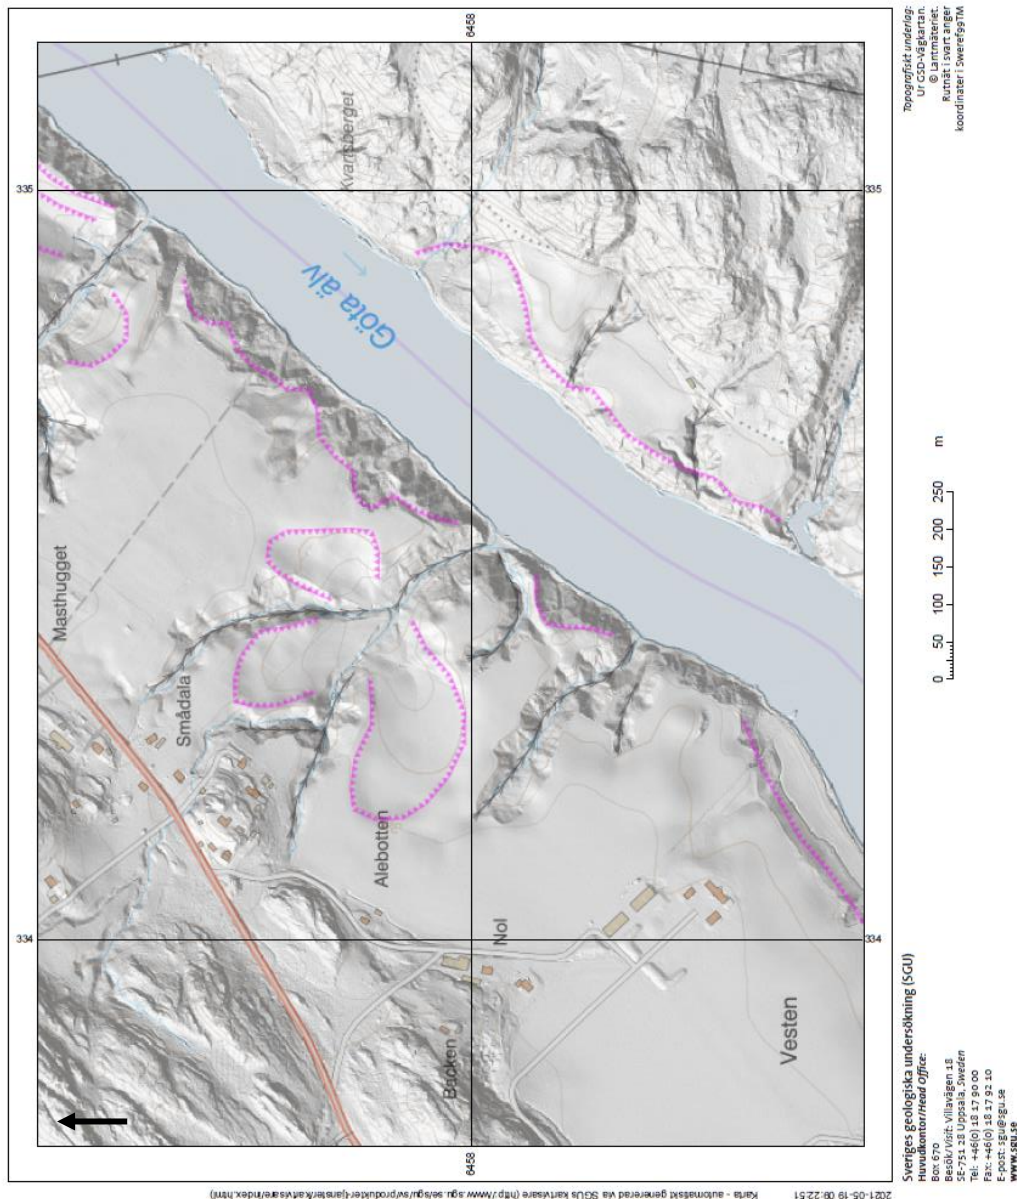 6458
Topografiskt underlag:
Ur GSD-Vägkartan.
© Lantmäteriet.
Rutnät i svart anger
koordinater i Sweref99TM
335
335
Kvartsberget
Göta älv
Masthugget
Smådala
Alebotten
Nol
Backen
Vesten
334
334
6458
0 50 100 150 200 250 m
Sveriges geologiska undersökning (SGU)
Huvudkontor/Head Office:
Box 670
Besök/Visit: Villavägen 18
SE-751 28 Uppsala, Sweden
Tel: +46(0) 18 17 90 00
Fax: +46(0) 18 17 92 10
E-post: sgu@sgu.se
www.sgu.se
2021-05-19 09:22:51
Karta - automatiskt genererad via SGUs kartvisare (http://www.sgu.se/sgu/sv/produkter-tjanster/kartvisare/index.html)